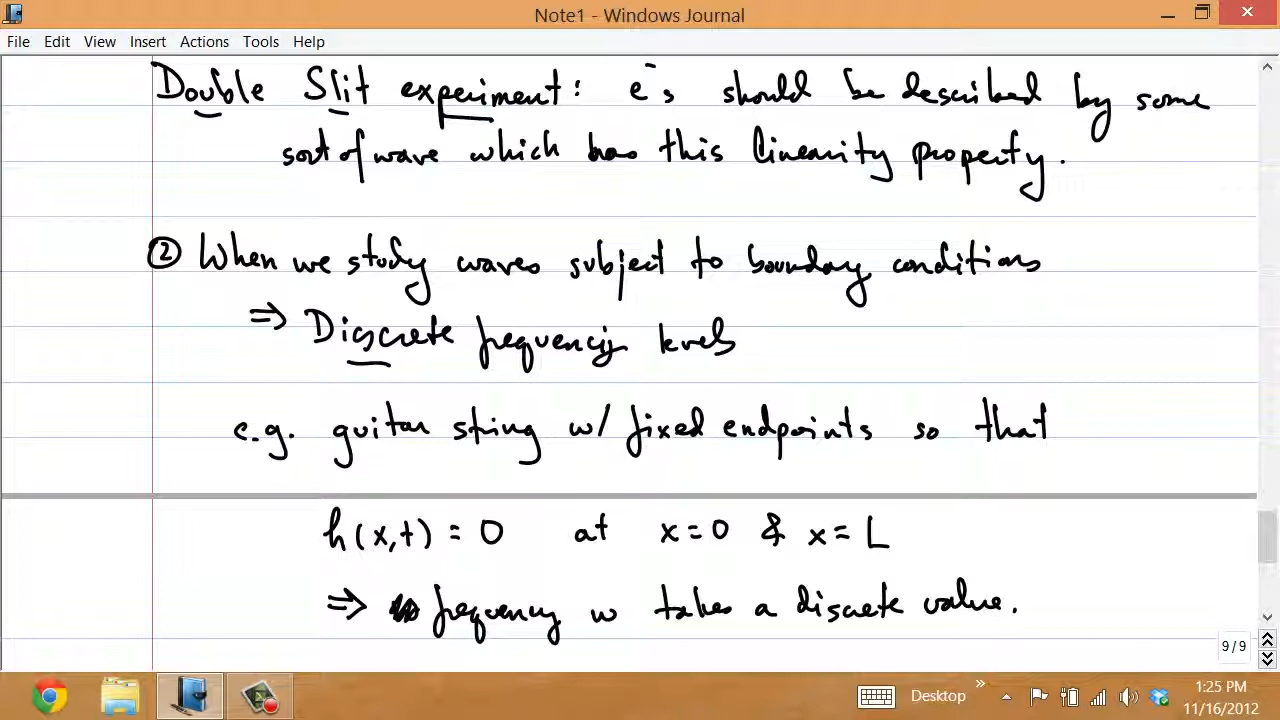 Note1 - Windows Journal
File Edit View Insert Actions Tools Help
Double Slit experiment: e⁻s should be described by some
sort of wave which has this linearity property.
② When we study waves subject to boundary conditions
⇒ Discrete frequency levels
e.g. guitar string w/ fixed endpoints so that
h(x,t) = 0 at x=0 & x=L
⇒ frequency w takes a discrete value.
9/9
Desktop
1:25 PM
11/16/2012